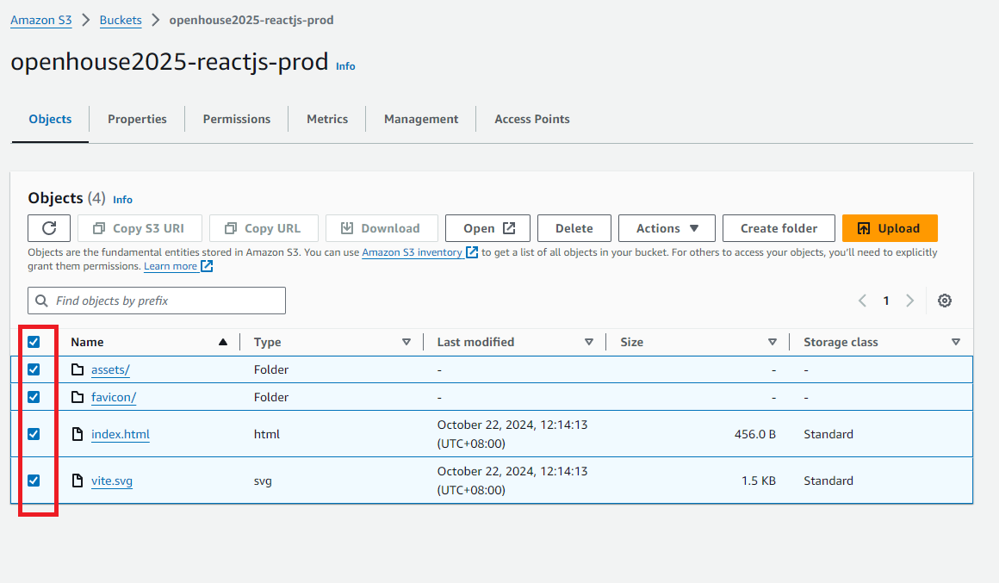 Amazon S3 > Buckets > openhouse2025-reactjs-prod
openhouse2025-reactjs-prod Info
Objects Properties Permissions Metrics Management Access Points
Objects (4) Info
Copy S3 URI Copy URL Download Open Delete Actions Create folder Upload
Objects are the fundamental entities stored in Amazon S3. You can use Amazon S3 inventory to get a list of all objects in your bucket. For others to access your objects, you’ll need to explicitly
grant them permissions. Learn more
Find objects by prefix 1
Name Type Last modified Size Storage class
assets/ Folder - - -
favicon/ Folder - - -
index.html html October 22, 2024, 12:14:13 (UTC+08:00) 456.0 B Standard
vite.svg svg October 22, 2024, 12:14:13 (UTC+08:00) 1.5 KB Standard